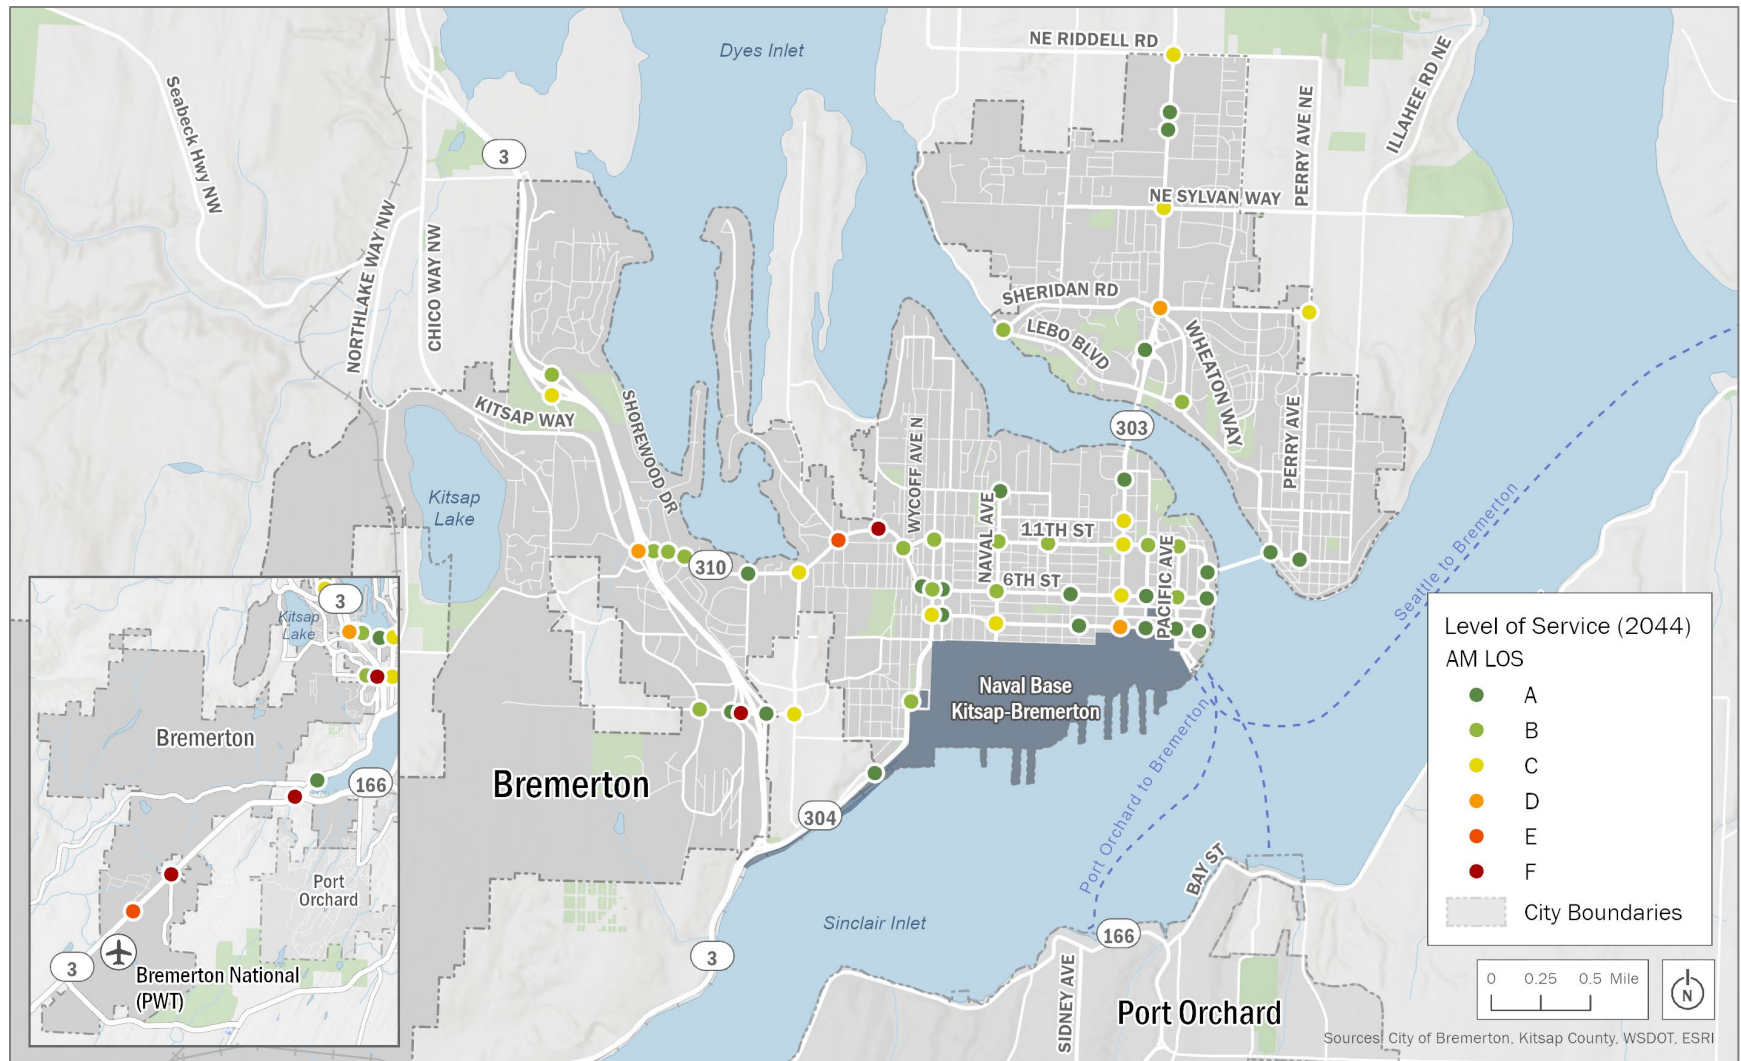 Dyes Inlet
NE RIDDELL RD
Seabeck Hwy NW
3
PERRY AVE NE
ILLAHEE RD NE
NE SYLVAN WAY
NORTHLAKE WAY NW
CHICO WAY NW
SHERIDAN RD
LEBO BLVD
WHEATON WAY
KITSAP WAY
SHOREWOOD DR
WYCOFF AVE N
303
PERRY AVE
Kitsap
Lake
NAVAL AVE
11TH ST
PACIFIC AVE
310
6TH ST
Seattle to Bremerton
Naval Base
Kitsap-Bremerton
Port Orchard to Bremerton
Bremerton
304
Sinclair Inlet
3
BAY ST
166
SIDNEY AVE
Port Orchard
3
Kitsap
Lake
Bremerton
166
Port
Orchard
3
Bremerton National
(PWT)
Level of Service (2044)
AM LOS
A
B
C
D
E
F
City Boundaries
0 0.25 0.5 Mile
N
Sources: City of Bremerton, Kitsap County, WSDOT, ESRI